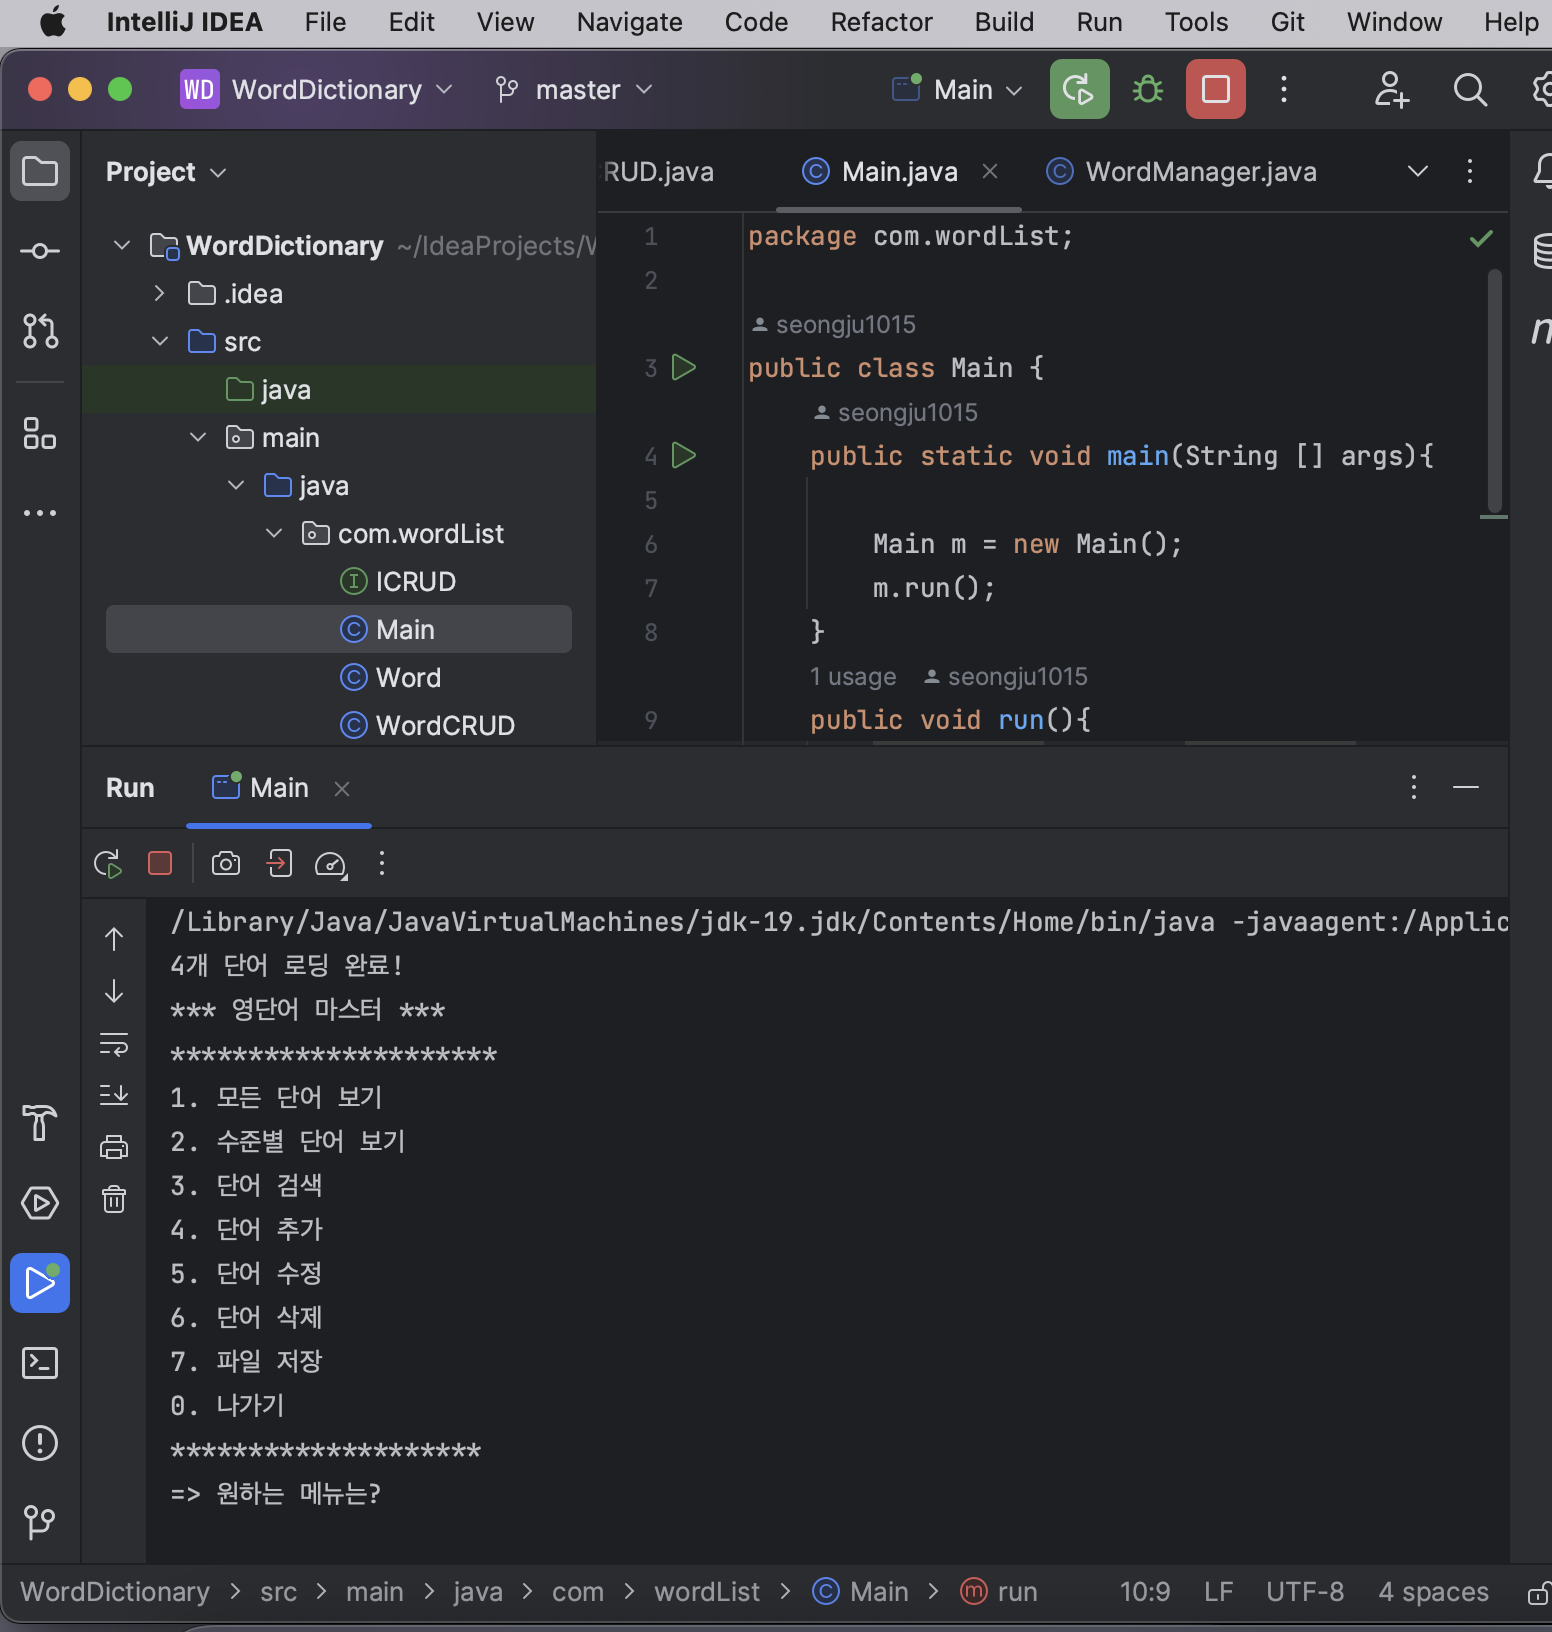 IntelliJ IDEA File Edit View Navigate Code Refactor Build Run Tools Git Window Help
WD WordDictionary master Main
Project
WordDictionary ~/IdeaProjects/
.idea
src
java
main
java
com.wordList
ICRUD
Main
Word
WordCRUD
RUD.java Main.java WordManager.java
1 package com.wordList;
2
seongju1015
3 public class Main {
seongju1015
4 public static void main(String [] args){
5
6 Main m = new Main();
7 m.run();
8 }
1 usage seongju1015
9 public void run(){
Run Main
/Library/Java/JavaVirtualMachines/jdk-19.jdk/Contents/Home/bin/java -javaagent:/Applic
4개 단어 로딩 완료!
*** 영단어 마스터 ***
*********************
1. 모든 단어 보기
2. 수준별 단어 보기
3. 단어 검색
4. 단어 추가
5. 단어 수정
6. 단어 삭제
7. 파일 저장
0. 나가기
********************
=> 원하는 메뉴는?
WordDictionary > src > main > java > com > wordList > Main > run 10:9 LF UTF-8 4 spaces